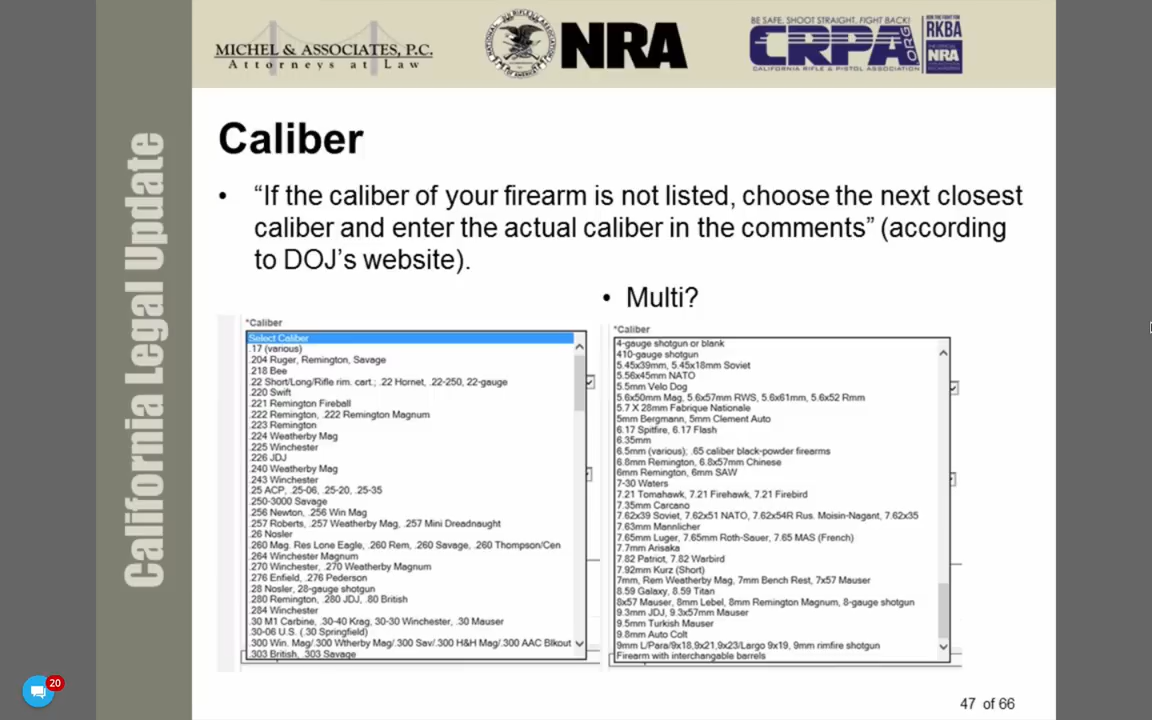 MICHEL & ASSOCIATES, P.C.
Attorneys at Law
NRA
BE SAFE. SHOOT STRAIGHT. FIGHT BACK!
CRPA.ORG
CALIFORNIA RIFLE & PISTOL ASSOCIATION
RKBA
NRA
California Legal Update
Caliber
• “If the caliber of your firearm is not listed, choose the next closest
caliber and enter the actual caliber in the comments” (according
to DOJ’s website).
• Multi?
*Caliber
Select Caliber
.17 (various)
.204 Ruger, Remington, Savage
.218 Bee
.22 Short/Long/Rifle rim. cart.; .22 Hornet, .22-250, 22-gauge
.220 Swift
.221 Remington Fireball
.222 Remington, .222 Remington Magnum
.223 Remington
.224 Weatherby Mag
.225 Winchester
.226 JDJ
.240 Weatherby Mag
.243 Winchester
.25 ACP, .25-06, .25-20, .25-35
.250-3000 Savage
.256 Newton, .256 Win Mag
.257 Roberts, .257 Weatherby Mag, .257 Mini Dreadnaught
.26 Nosler
.260 Mag. Res Lone Eagle, .260 Rem, .260 Savage, .260 Thompson/Cen
.264 Winchester Magnum
.270 Winchester, .270 Weatherby Magnum
.276 Enfield, .276 Pederson
.28 Nosler, 28-gauge shotgun
.280 Remington, .280 JDJ, .80 British
.284 Winchester
.30 M1 Carbine, .30-40 Krag, 30-30 Winchester, .30 Mauser
.30-06 U.S. (.30 Springfield)
.300 Win. Mag/.300 Wtherby Mag/.300 Sav/.300 H&H Mag/.300 AAC Blkout
.303 British, .303 Savage
*Caliber
4-gauge shotgun or blank
410-gauge shotgun
5.45x39mm, 5.45x18mm Soviet
5.56x45mm NATO
5.5mm Velo Dog
5.6x50mm Mag, 5.6x57mm RWS, 5.6x61mm, 5.6x52 Rmm
5.7 X 28mm Fabrique Nationale
5mm Bergmann, 5mm Clement Auto
6.17 Spitfire, 6.17 Flash
6.35mm
6.5mm (various); .65 caliber black-powder firearms
6.8mm Remington, 6.8x57mm Chinese
6mm Remington, 6mm SAW
7-30 Waters
7.21 Tomahawk, 7.21 Firehawk, 7.21 Firebird
7.35mm Carcano
7.62x39 Soviet, 7.62x51 NATO, 7.62x54R Rus. Moisin-Nagant, 7.62x35
7.63mm Mannlicher
7.65mm Luger, 7.65mm Roth-Sauer, 7.65 MAS (French)
7.7mm Arisaka
7.82 Patriot, 7.82 Warbird
7.92mm Kurz (Short)
7mm, Rem Weatherby Mag, 7mm Bench Rest, 7x57 Mauser
8.59 Galaxy, 8.59 Titan
8x57 Mauser, 8mm Lebel, 8mm Remington Magnum, 8-gauge shotgun
9.3mm JDJ, 9.3x57mm Mauser
9.5mm Turkish Mauser
9.8mm Auto Colt
9mm L/Para/9x18,9x21,9x23/Largo 9x19, 9mm rimfire shotgun
Firearm with interchangable barrels
47 of 66
20